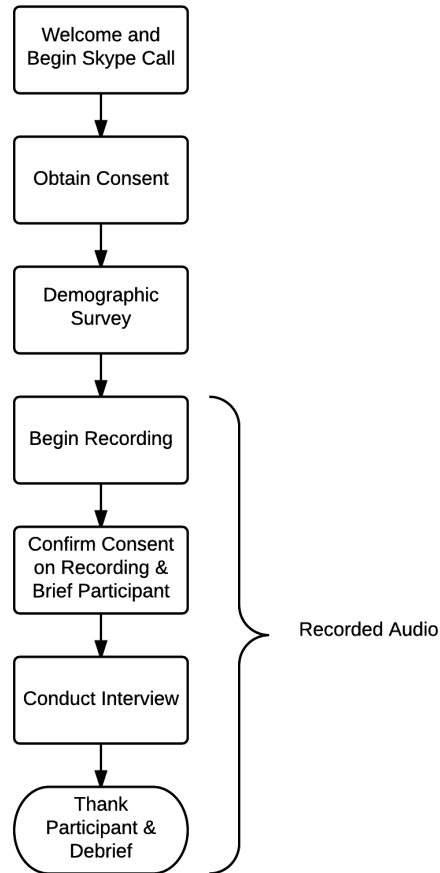 Welcome and
Begin Skype Call
Obtain Consent
Demographic
Survey
Begin Recording
Confirm Consent
on Recording &
Brief Participant
Recorded Audio
Conduct Interview
Thank
Participant &
Debrief